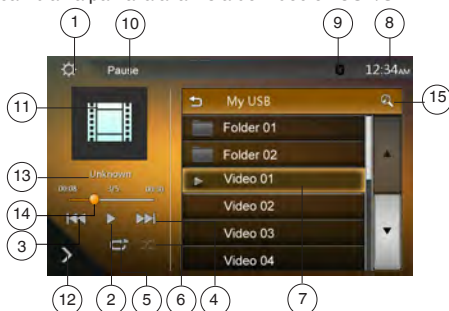 1
10
9
8
Pause
12:34AM
11
My USB
15
Folder 01
Folder 02
13
Unknown
Video 01
00:08
3/5
00:30
14
Video 02
3
Video 03
Video 04
12
2
5
6
4
7